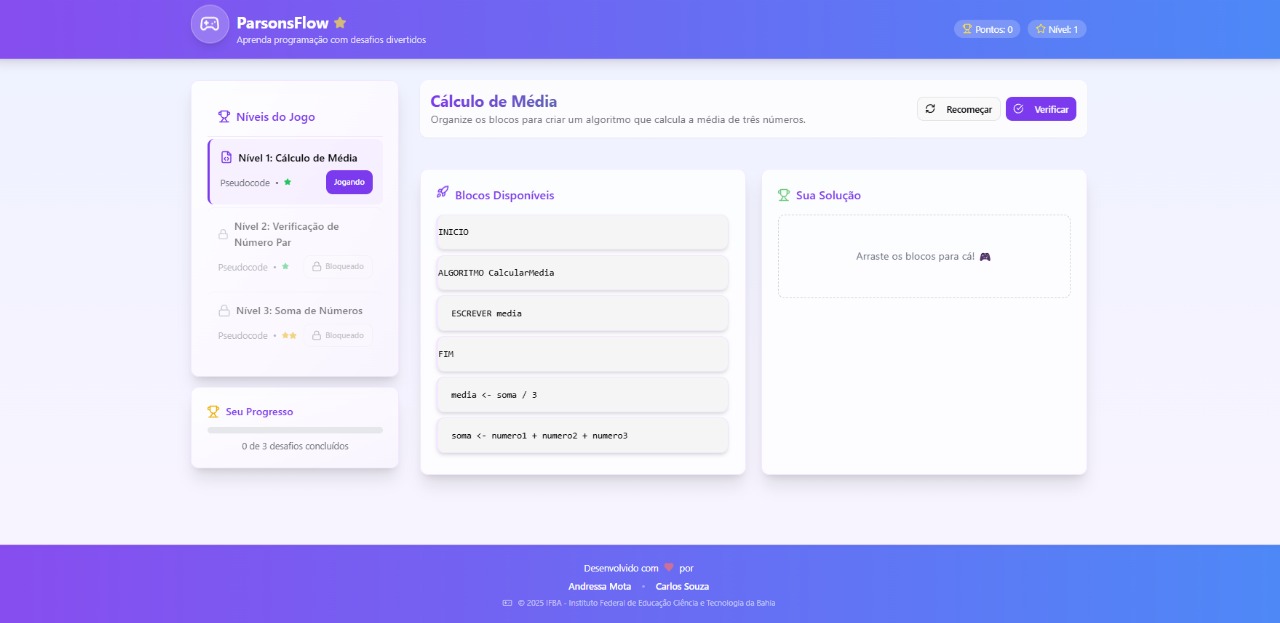 ParsonsFlow
Aprenda programação com desafios divertidos
Pontos: 0
Nível: 1
Níveis do Jogo
Nível 1: Cálculo de Média
Pseudocode •
Jogando
Nível 2: Verificação de
Número Par
Pseudocode •
Bloqueado
Nível 3: Soma de Números
Pseudocode •
Bloqueado
Seu Progresso
0 de 3 desafios concluídos
Cálculo de Média
Organize os blocos para criar um algoritmo que calcula a média de três números.
Recomeçar
Verificar
Blocos Disponíveis
INICIO
ALGORITMO CalcularMedia
ESCREVER media
FIM
media <- soma / 3
soma <- numero1 + numero2 + numero3
Sua Solução
Arraste os blocos para cá! 🎮
Desenvolvido com ❤ por
Andressa Mota • Carlos Souza
© 2025 IFBA - Instituto Federal de Educação Ciência e Tecnologia da Bahia